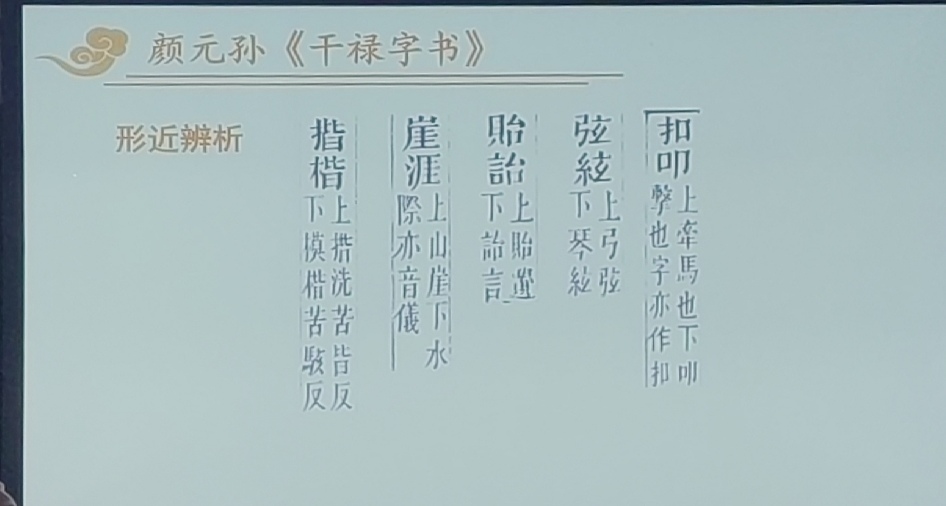 颜元孙《干禄字书》
形近辨析
扣叩
上牽馬也下叩
擊也字亦作扣
弦絃
上弓弦
下琴絃
貽詒
上貽遺
下詒言
崖涯
上山崖下水
際亦音儀
揩楷
上揩洗苦皆反
下模楷苦駭反